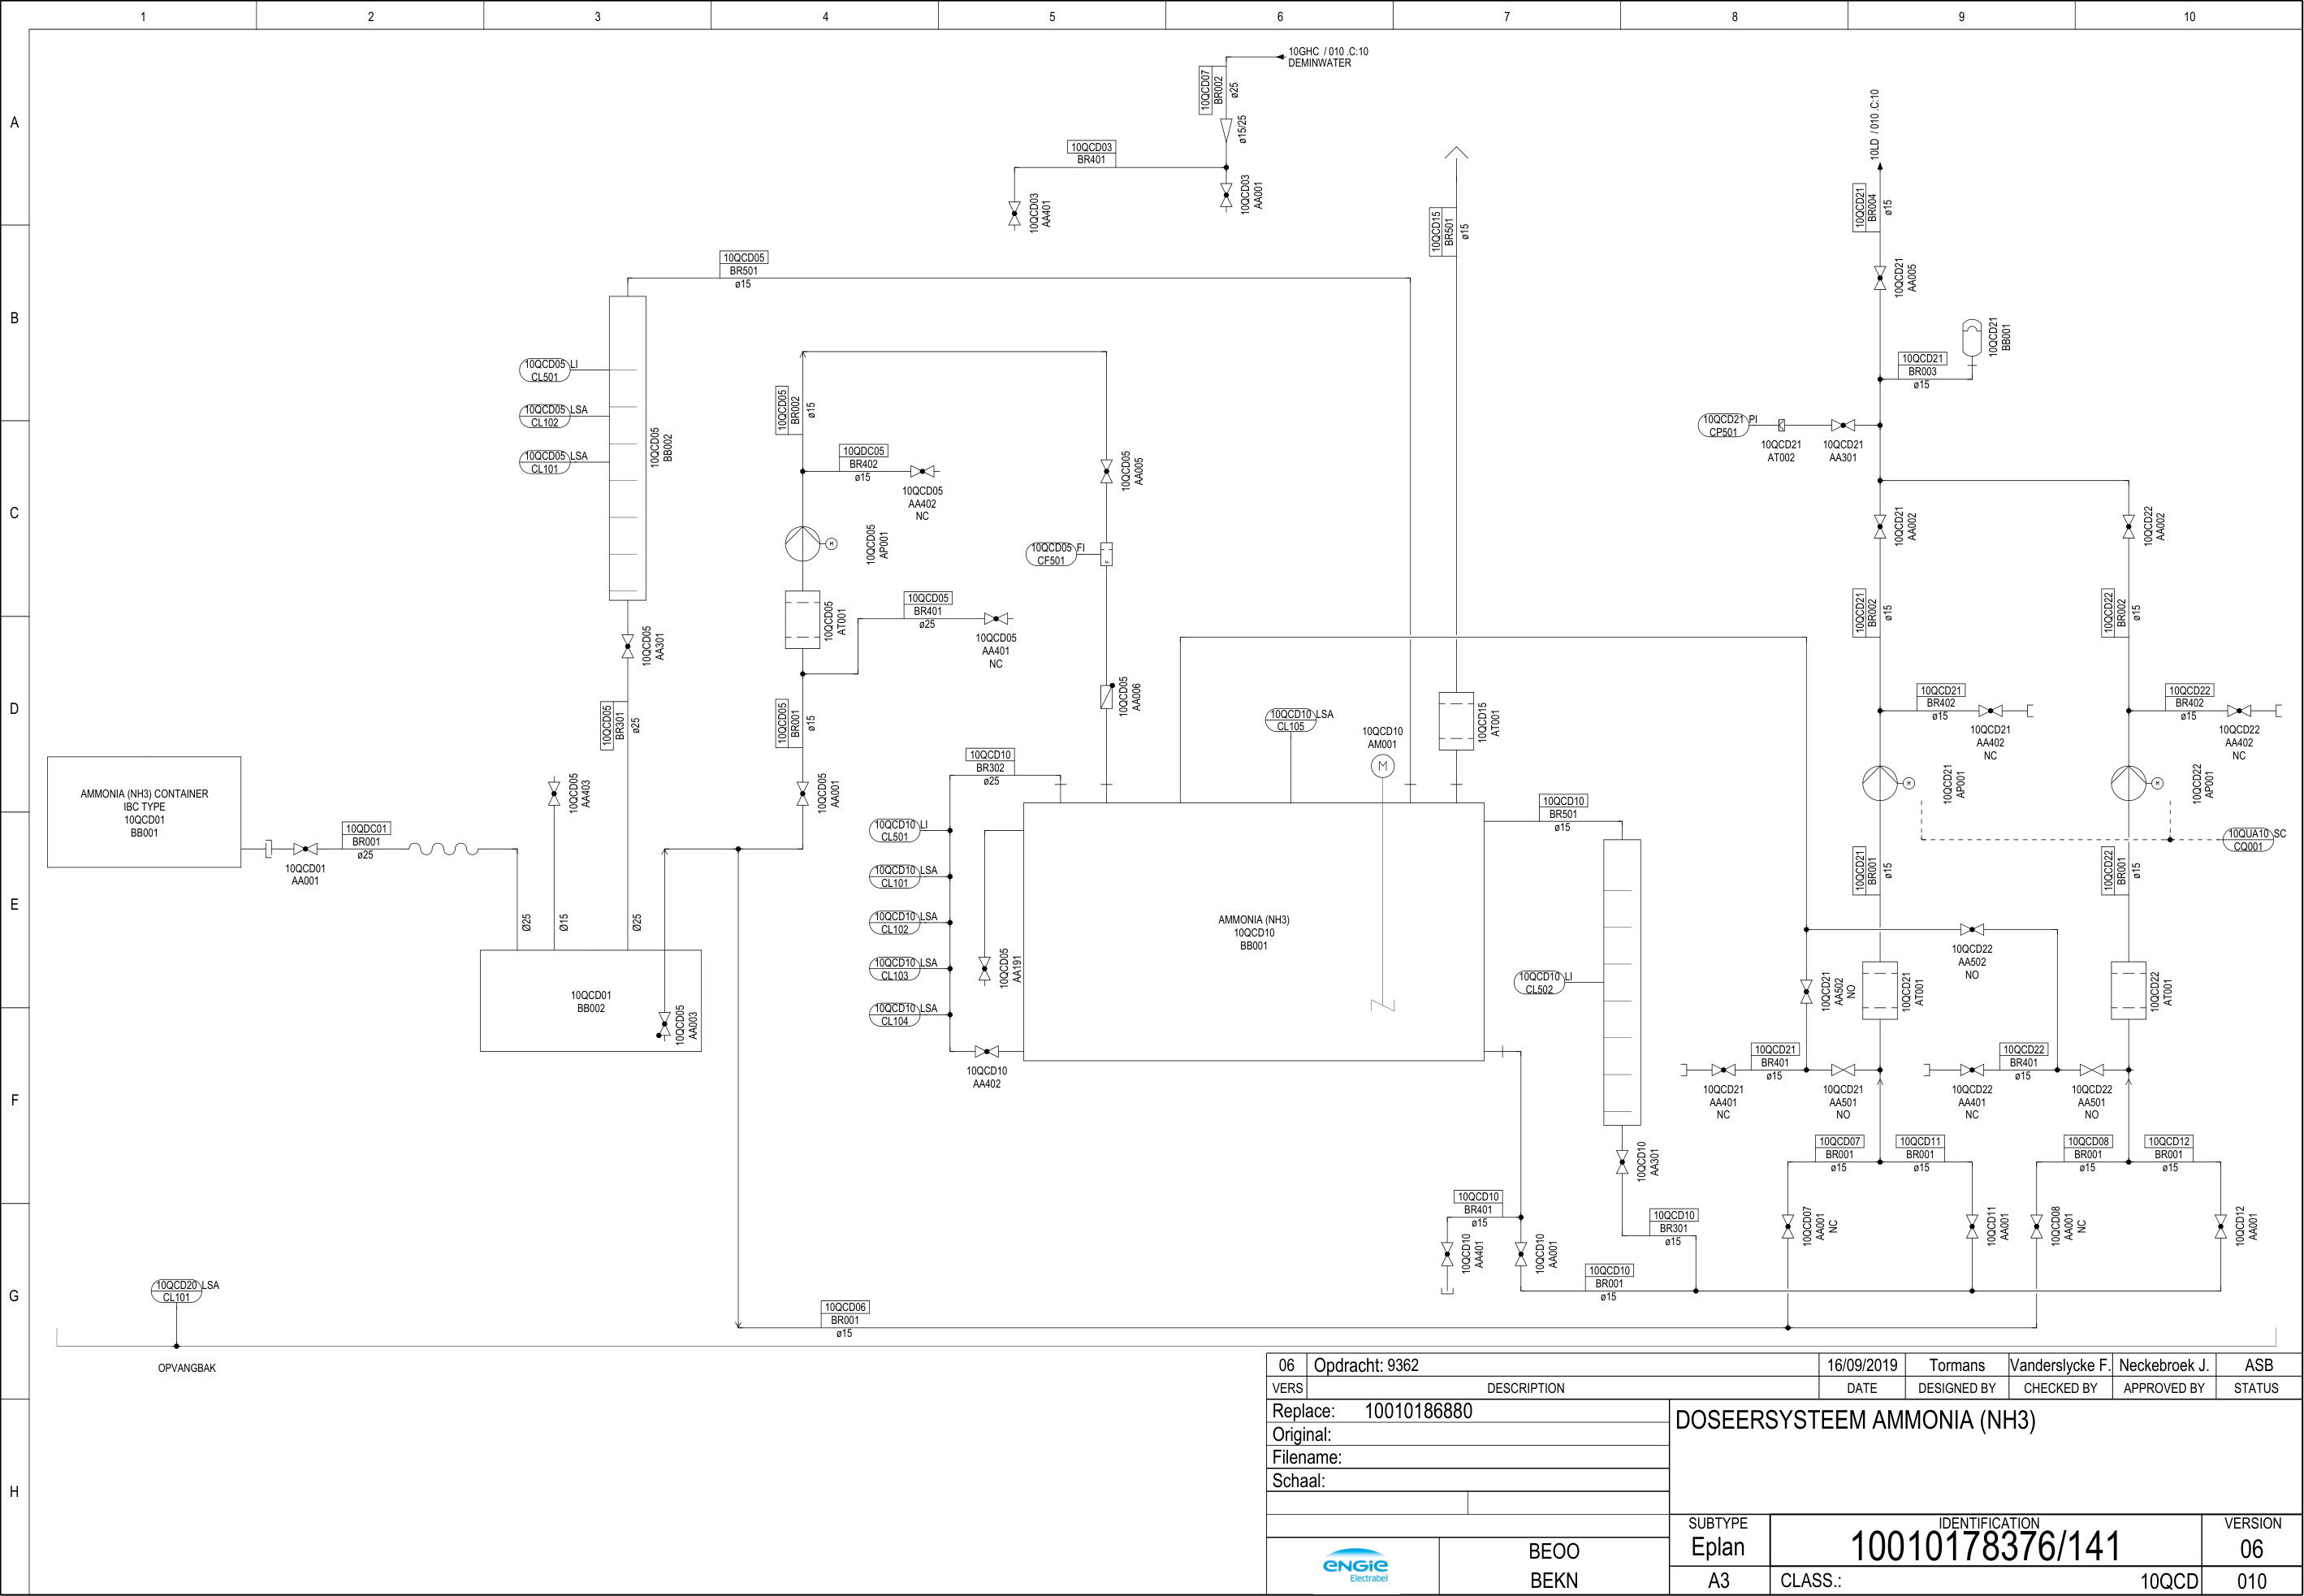 1 2 3 4 5 6 7 8 9 10
A
B
C
D
E
F
G
H
10GHC / 010 .C:10
DEMINWATER
10QCD07
BR002
ø25
ø15/25
10QCD03
BR401
10QCD03
AA401
10QCD03
AA001
10QCD15
BR501
ø15
10LD / 010 .C:10
10QCD21
BR004
ø15
10QCD21
AA005
10QCD21
BB001
10QCD21
BR003
ø15
10QCD21 PI
CP501
10QCD21
AT002
10QCD21
AA301
10QCD05
BR501
ø15
10QCD05 LI
CL501
10QCD05 LSA
CL102
10QCD05 LSA
CL101
10QCD05
BB002
10QCD05
BR002
ø15
10QDC05
BR402
ø15
10QCD05
AA402
NC
M
10QCD05
AP001
10QCD05
AT001
10QCD05
BR401
ø25
10QCD05
AA401
NC
10QCD05
AA005
10QCD05 FI
CF501
F
10QCD05
AA006
10QCD21
AA002
10QCD22
AA002
10QCD21
BR002
ø15
10QCD22
BR002
ø15
10QCD05
AA301
10QCD05
BR301
ø25
10QCD05
BR001
ø15
10QCD05
AA403
10QCD05
AA001
10QCD10 LSA
CL105
10QCD10
AM001
M
10QCD15
AT001
10QCD21
BR402
ø15
10QCD21
AA402
NC
10QCD22
BR402
ø15
10QCD22
AA402
NC
M
10QCD21
AP001
M
10QCD22
AP001
10QUA10 SC
CQ001
AMMONIA (NH3) CONTAINER
IBC TYPE
10QCD01
BB001
10QDC01
BR001
ø25
10QCD01
AA001
Ø25
Ø15
Ø25
10QCD01
BB002
10QCD05
AA003
10QCD10
BR302
ø25
10QCD10 LI
CL501
10QCD10 LSA
CL101
10QCD10 LSA
CL102
10QCD10 LSA
CL103
10QCD10 LSA
CL104
10QCD05
AA191
10QCD10
AA402
AMMONIA (NH3)
10QCD10
BB001
10QCD10
BR501
ø15
10QCD10 LI
CL502
10QCD21
BR001
ø15
10QCD22
BR001
ø15
10QCD22
AA502
NO
10QCD21
AA502
NO
10QCD21
AT001
10QCD22
AT001
10QCD21
BR401
ø15
10QCD21
AA401
NC
10QCD21
AA501
NO
10QCD22
BR401
ø15
10QCD22
AA401
NC
10QCD22
AA501
NO
10QCD07
BR001
ø15
10QCD11
BR001
ø15
10QCD08
BR001
ø15
10QCD12
BR001
ø15
10QCD10
AA301
10QCD10
BR401
ø15
10QCD10
AA401
10QCD10
AA001
10QCD10
BR301
ø15
10QCD10
BR001
ø15
10QCD07
AA001
NC
10QCD11
AA001
10QCD08
AA001
NC
10QCD12
AA001
10QCD20 LSA
CL101
OPVANGBAK
10QCD06
BR001
ø15
06 Opdracht: 9362 16/09/2019 Tormans Vanderslycke F. Neckebroek J. ASB
VERS DESCRIPTION DATE DESIGNED BY CHECKED BY APPROVED BY STATUS
Replace: 10010186880
Original:
Filename:
Schaal:
DOSEERSYSTEEM AMMONIA (NH3)
ENGIE
Electrabel
BEOO
BEKN
SUBTYPE
Eplan
A3
IDENTIFICATION
10010178376/141
VERSION
06
CLASS.: 10QCD 010